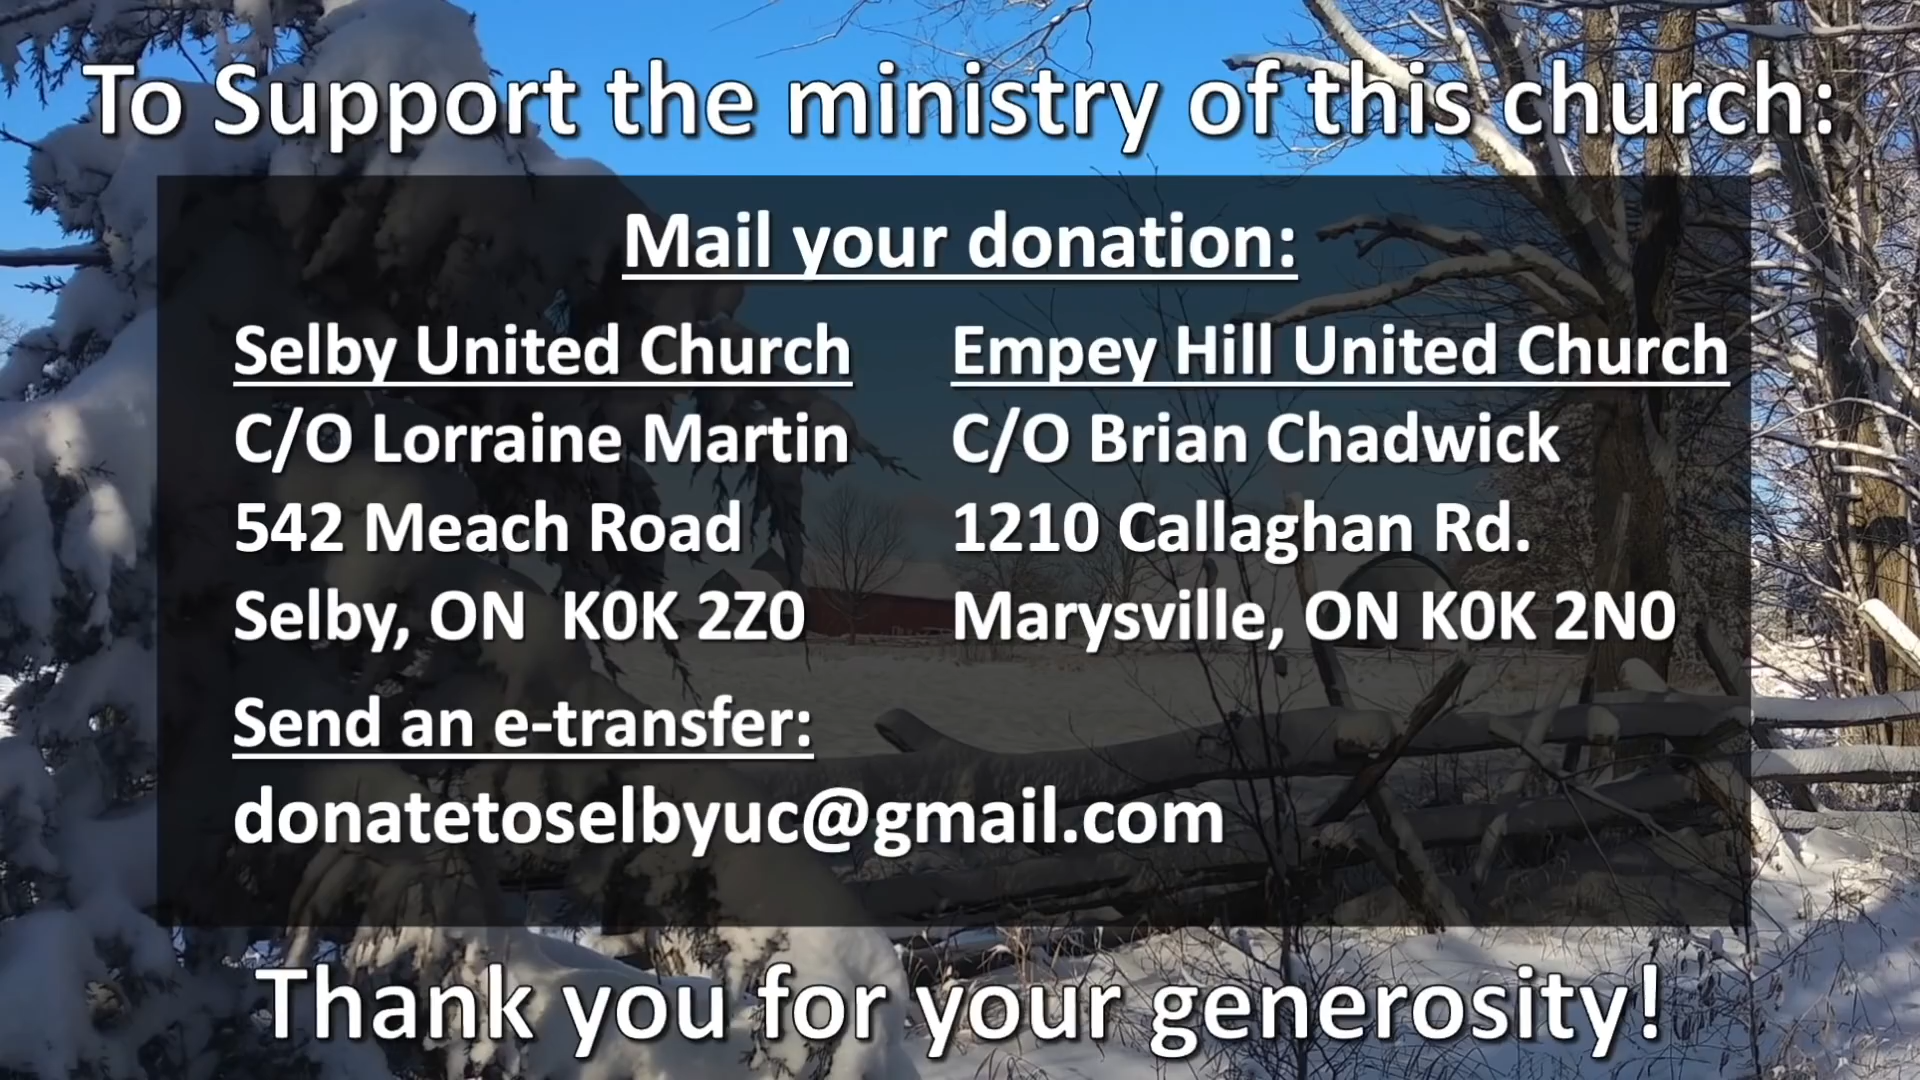 To Support the ministry of this church:
Mail your donation:
Selby United Church
C/O Lorraine Martin
542 Meach Road
Selby, ON  K0K 2Z0
Empey Hill United Church
C/O Brian Chadwick
1210 Callaghan Rd.
Marysville, ON K0K 2N0
Send an e-transfer:
donatetoselbyuc@gmail.com
Thank you for your generosity!